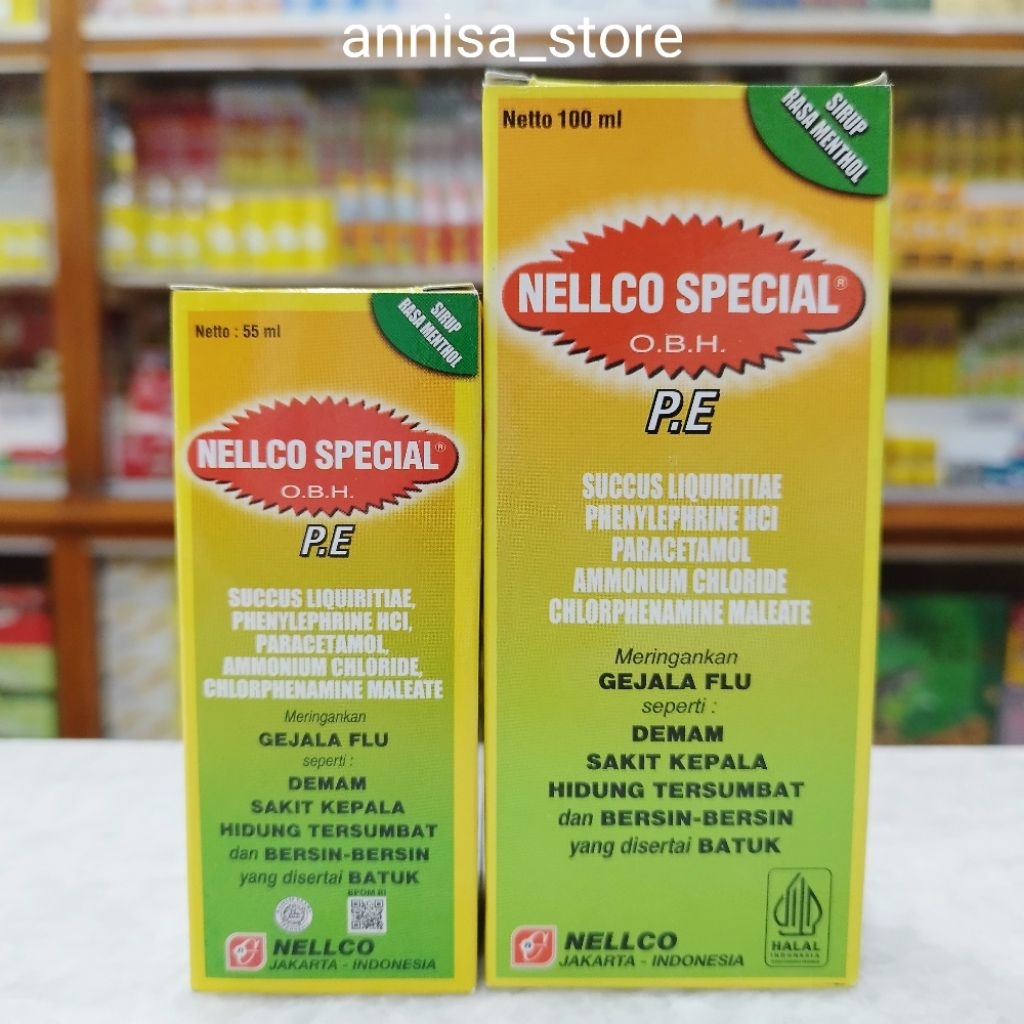 annisa_store
Netto : 55 ml
SIRUP
RASA MENTHOL
NELLCO SPECIAL®
O.B.H.
P.E
SUCCUS LIQUIRITIAE,
PHENYLEPHRINE HCl,
PARACETAMOL,
AMMONIUM CHLORIDE,
CHLORPHENAMINE MALEATE
Meringankan
GEJALA FLU
seperti :
DEMAM
SAKIT KEPALA
HIDUNG TERSUMBAT
dan BERSIN-BERSIN
yang disertai BATUK
BPOM RI
NELLCO
JAKARTA - INDONESIA
Netto 100 ml
SIRUP
RASA MENTHOL
NELLCO SPECIAL®
O.B.H.
P.E
SUCCUS LIQUIRITIAE
PHENYLEPHRINE HCl
PARACETAMOL
AMMONIUM CHLORIDE
CHLORPHENAMINE MALEATE
Meringankan
GEJALA FLU
seperti :
DEMAM
SAKIT KEPALA
HIDUNG TERSUMBAT
dan BERSIN-BERSIN
yang disertai BATUK
NELLCO
JAKARTA - INDONESIA
HALAL
INDONESIA